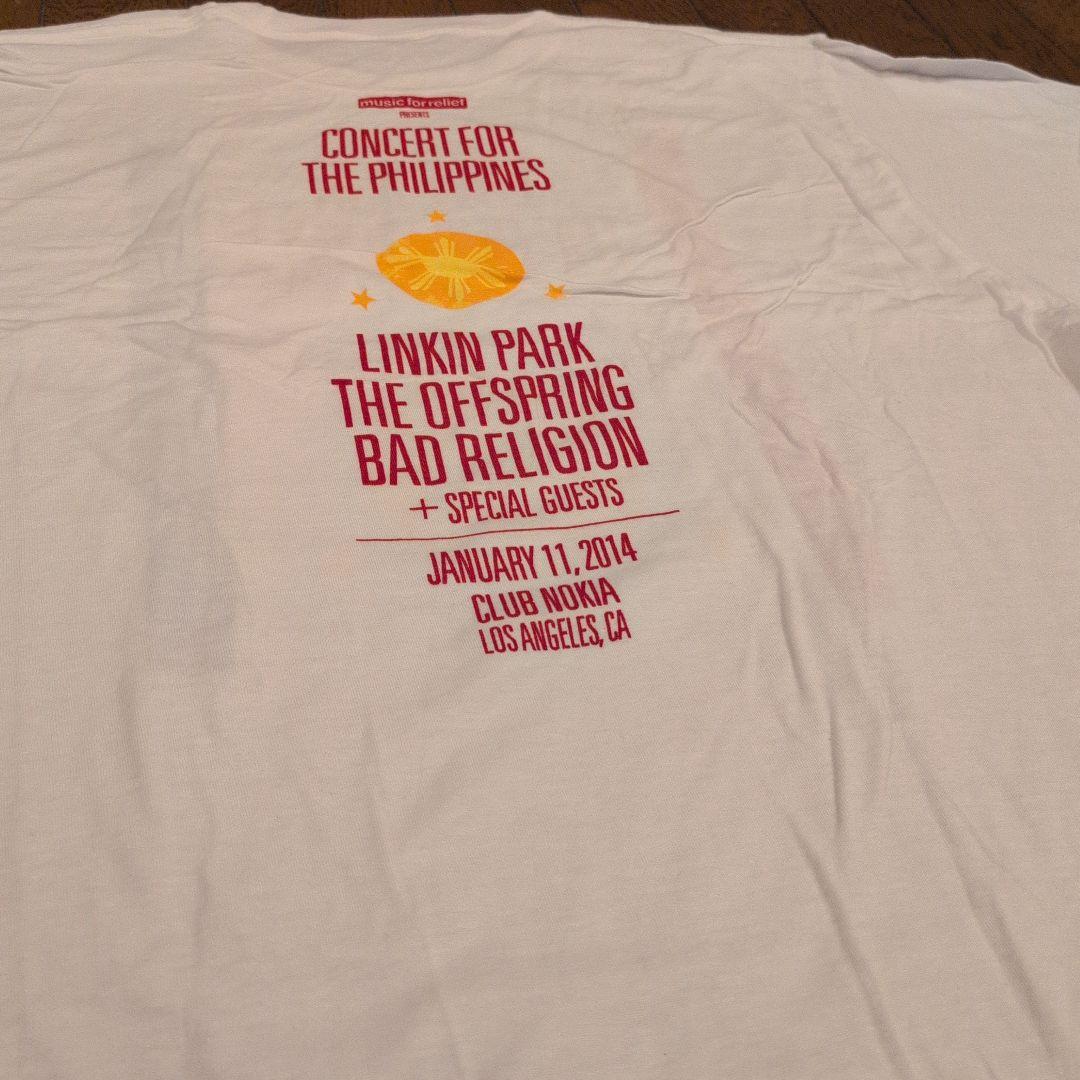 music for relief
PRESENTS
CONCERT FOR
THE PHILIPPINES
LINKIN PARK
THE OFFSPRING
BAD RELIGION
+ SPECIAL GUESTS
JANUARY 11, 2014
CLUB NOKIA
LOS ANGELES, CA